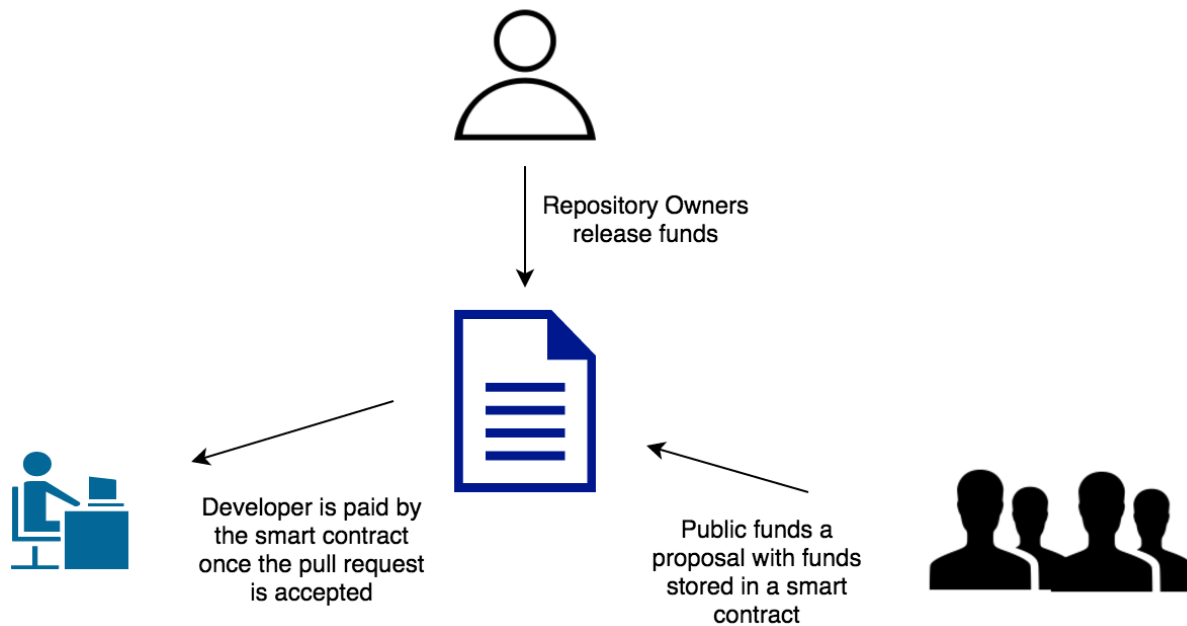 Repository Owners
release funds
Developer is paid by
the smart contract
once the pull request
is accepted
Public funds a
proposal with funds
stored in a smart
contract